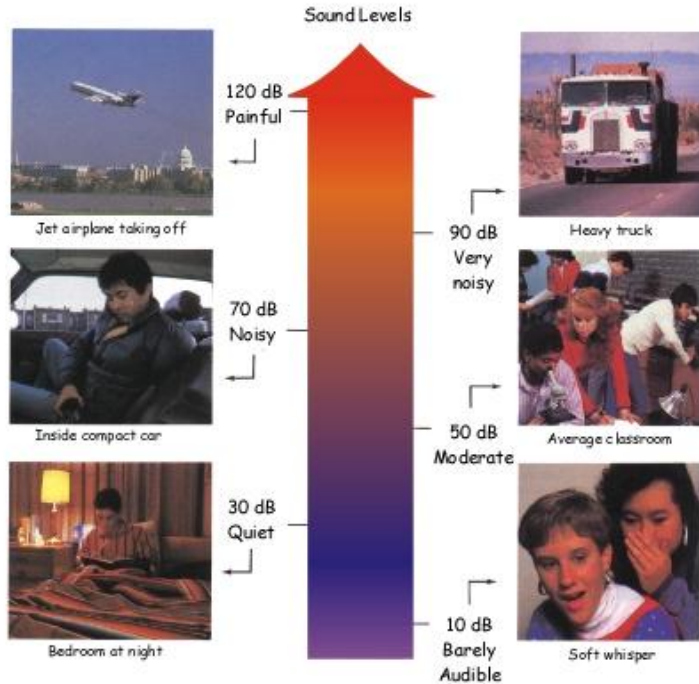 Sound Levels
120 dB
Painful
Jet airplane taking off
90 dB
Very
noisy
Heavy truck
70 dB
Noisy
Inside compact car
50 dB
Moderate
Average classroom
30 dB
Quiet
Bedroom at night
10 dB
Barely
Audible
Soft whisper